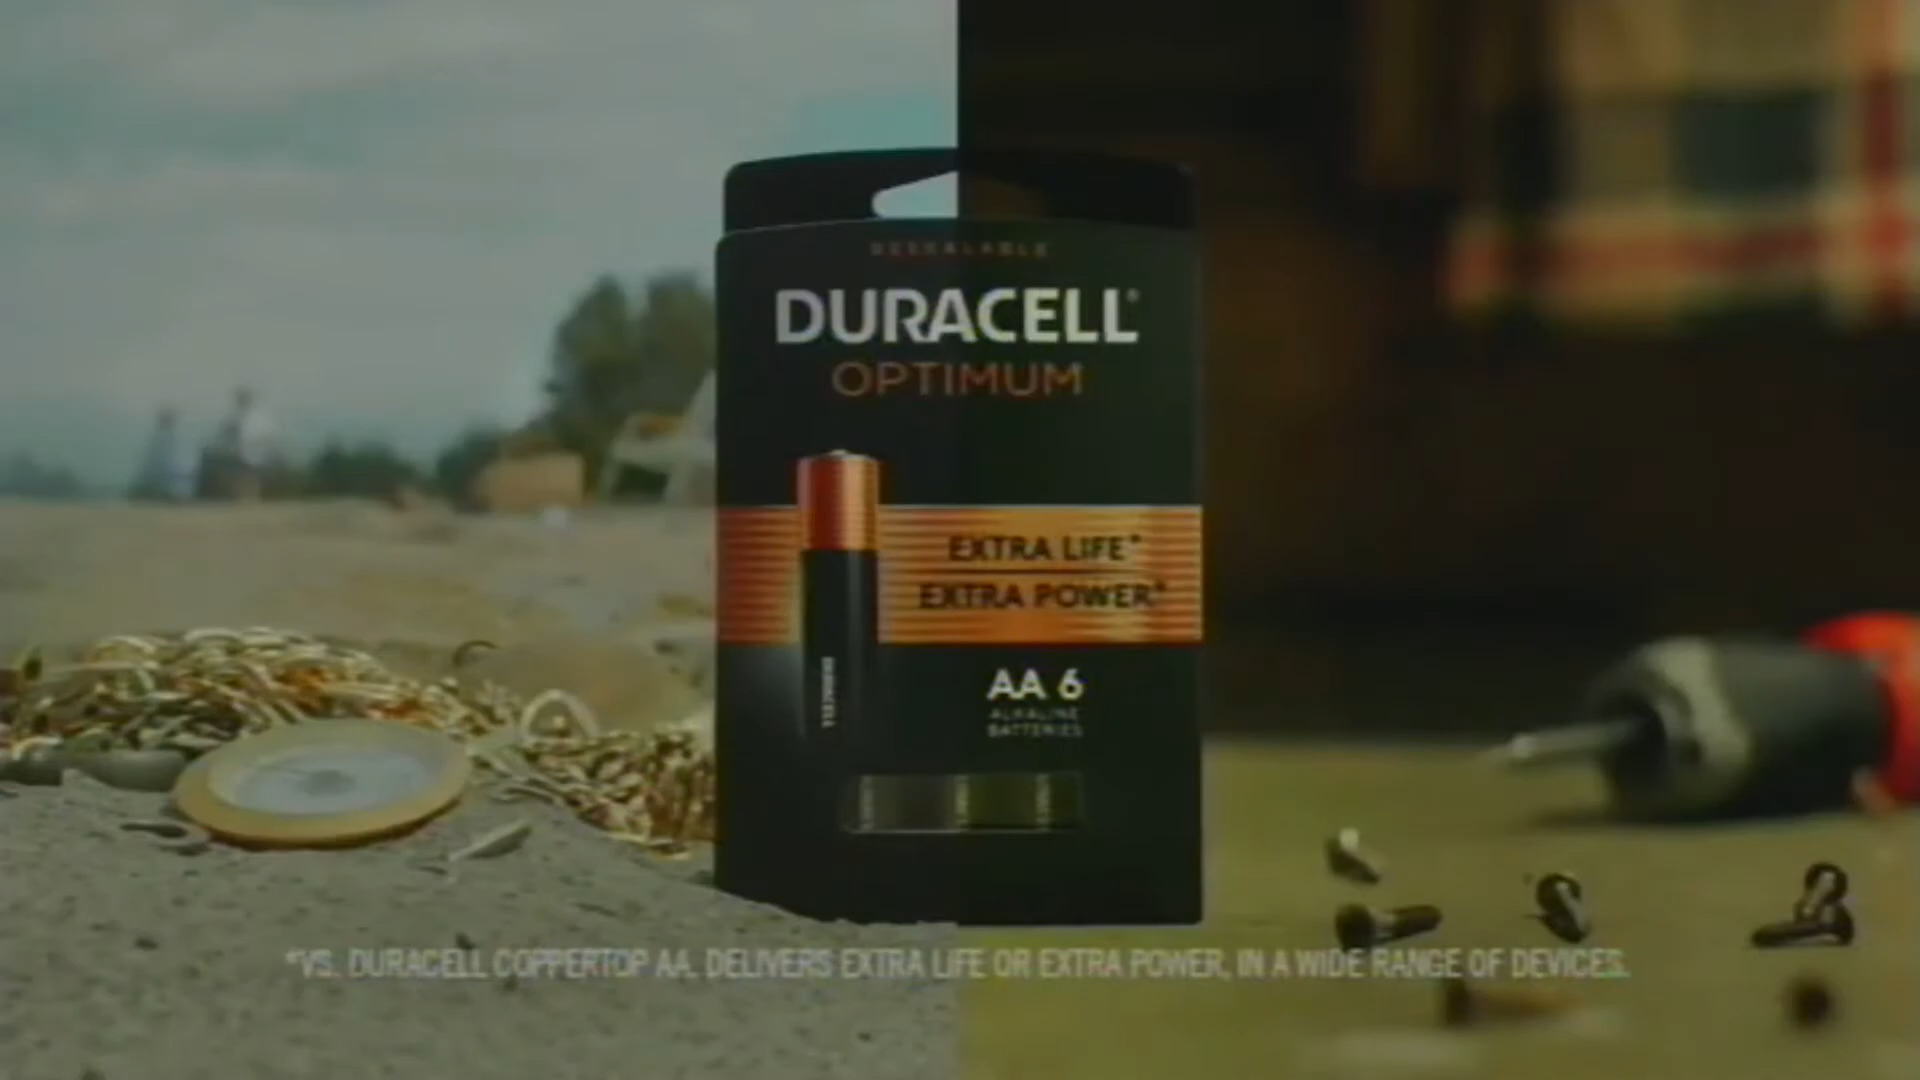 RESEALABLE
DURACELL®
OPTIMUM
EXTRA LIFE*
EXTRA POWER*
AA 6
ALKALINE
BATTERIES
*VS. DURACELL COPPERTOP AA. DELIVERS EXTRA LIFE OR EXTRA POWER, IN A WIDE RANGE OF DEVICES.